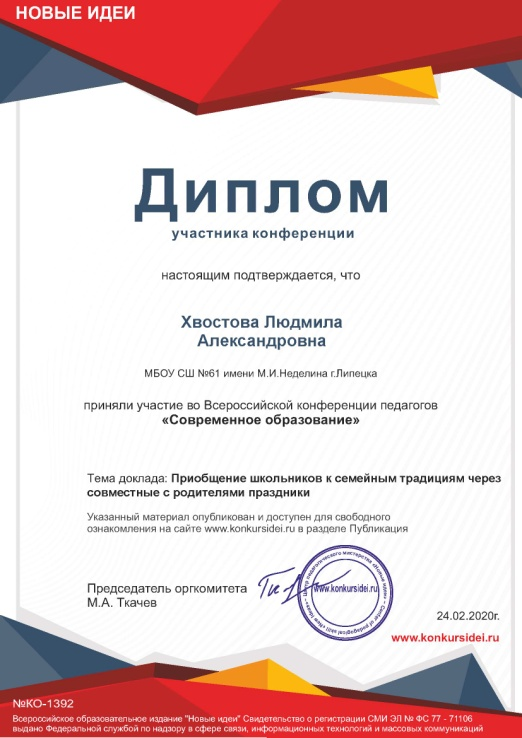 НОВЫЕ ИДЕИ
Диплом
участника конференции
настоящим подтверждается, что
Хвостова Людмила
Александровна
МБОУ СШ №61 имени М.И.Неделина г.Липецка
приняли участие во Всероссийской конференции педагогов
«Современное образование»
Тема доклада: Приобщение школьников к семейным традициям через
совместные с родителями праздники
Указанный материал опубликован и доступен для свободного
ознакомления на сайте www.konkursidei.ru в разделе Публикация
Председатель оргкомитета
М.А. Ткачев
www.konkursidei.ru
24.02.2020г.
www.konkursidei.ru
№КО-1392
Всероссийское образовательное издание "Новые идеи" Свидетельство о регистрации СМИ ЭЛ № ФС 77 - 71106
выдано Федеральной службой по надзору в сфере связи, информационных технологий и массовых коммуникаций